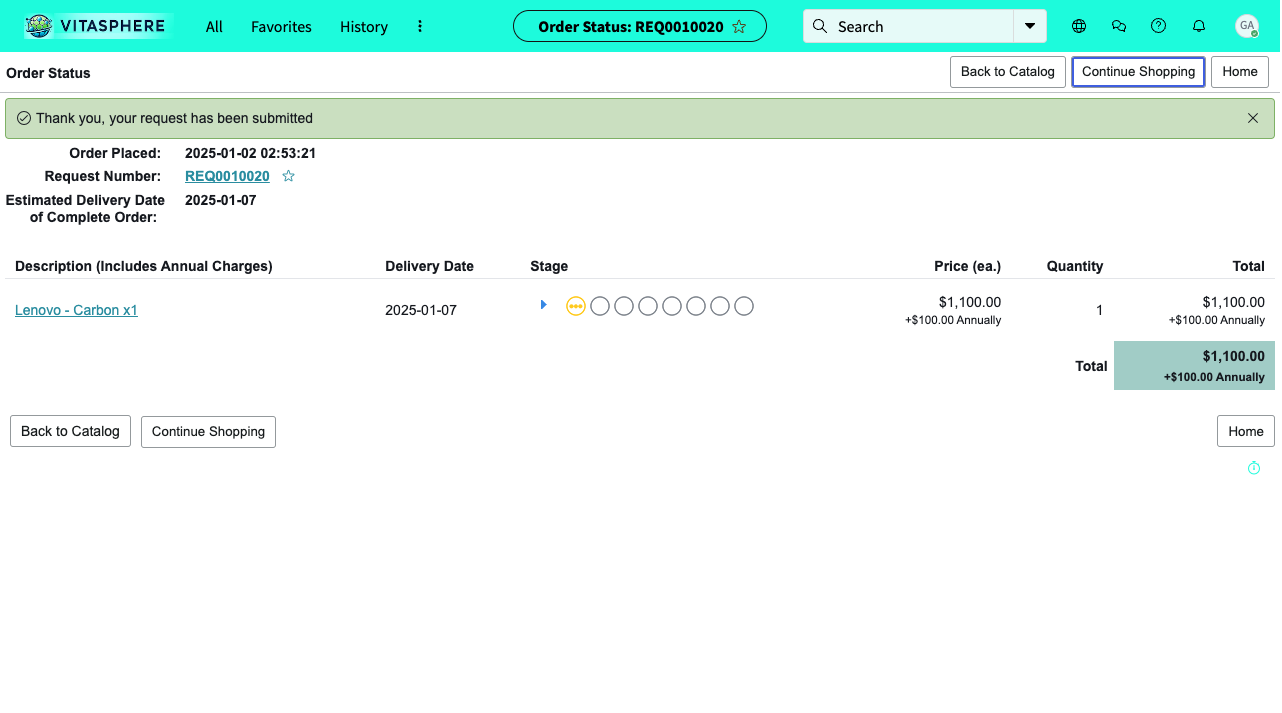 VITASPHERE
All
Favorites
History
Order Status: REQ0010020
Search
GA
Order Status
Back to Catalog
Continue Shopping
Home
Thank you, your request has been submitted
Order Placed: 2025-01-02 02:53:21
Request Number: REQ0010020
Estimated Delivery Date 2025-01-07
of Complete Order:
Description (Includes Annual Charges) Delivery Date Stage Price (ea.) Quantity Total
Lenovo - Carbon x1 2025-01-07 $1,100.00 1 $1,100.00
+$100.00 Annually +$100.00 Annually
Total $1,100.00
+$100.00 Annually
Back to Catalog
Continue Shopping
Home